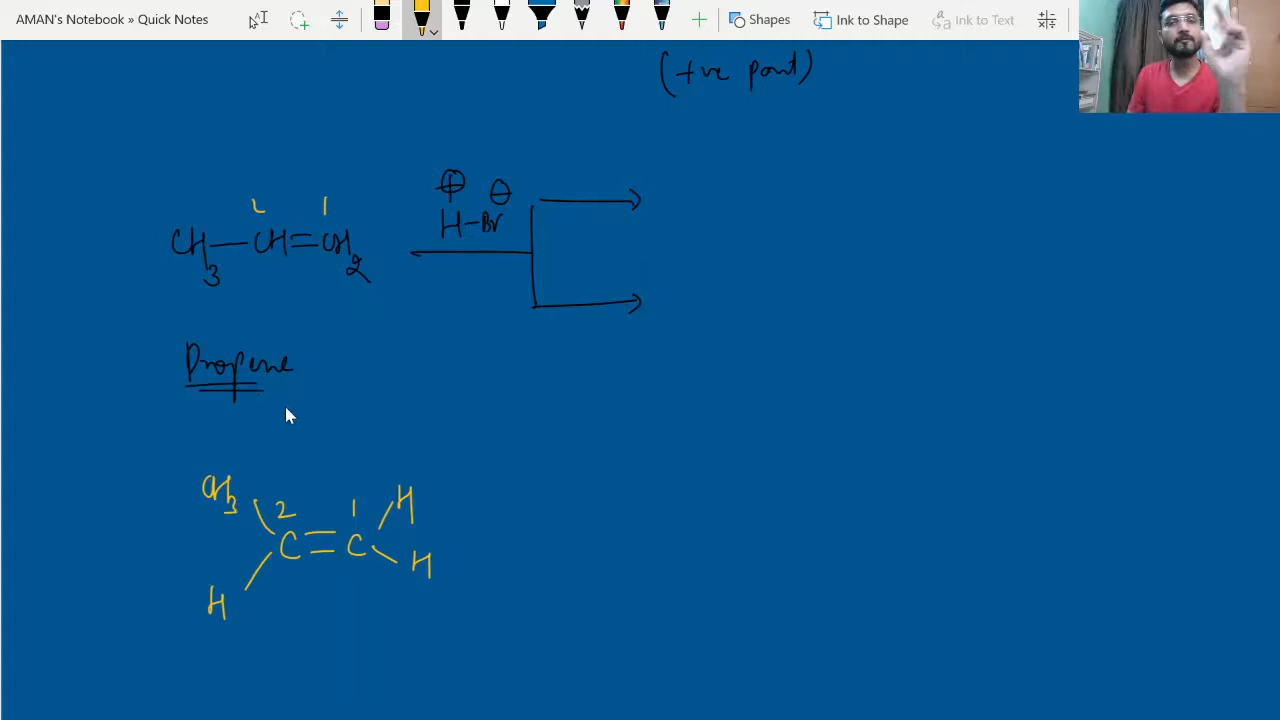 AMAN's Notebook » Quick Notes
Shapes
Ink to Shape
Ink to Text
(+ve part)
⊕ ⊖
2 1
H-Br
CH3-CH=CH2
Propene
CH3 2 1 H
C=C
H
H